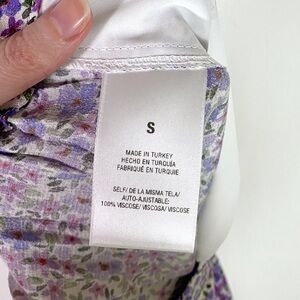 S
MADE IN TURKEY
HECHO EN TURQUÍA
FABRIQUÉ EN TURQUIE
SELF/ DE LA MISMA TELA/
AUTO-AJUSTABLE:
100% VISCOSE/ VISCOSA/ VISCOSE